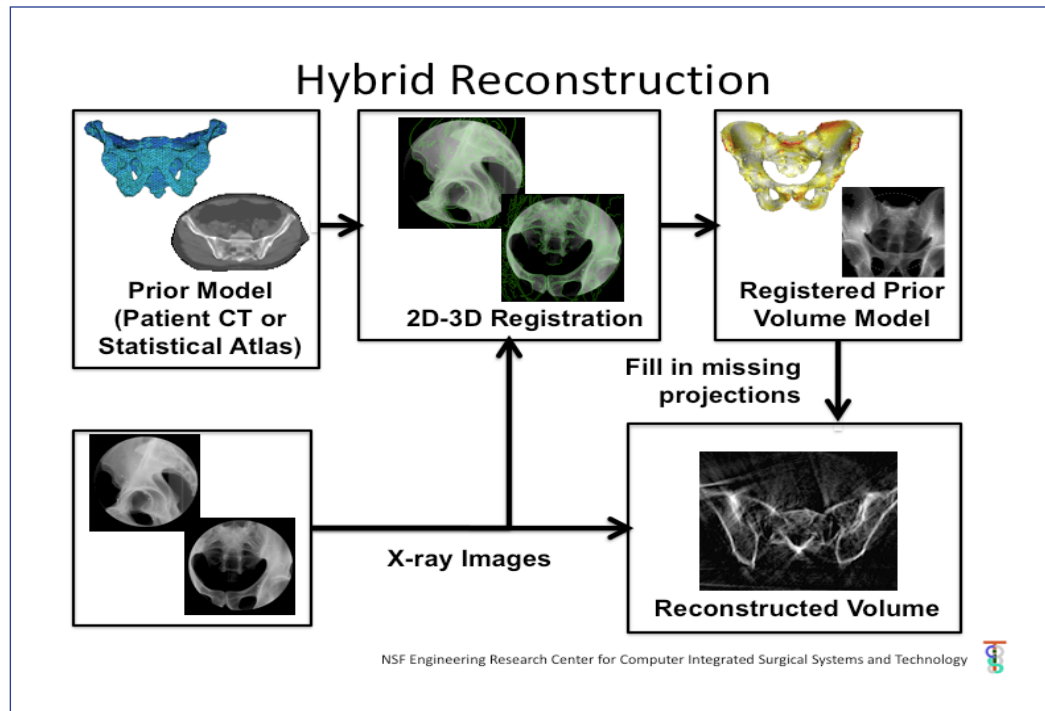 Hybrid Reconstruction
Prior Model
(Patient CT or
Statistical Atlas)
2D-3D Registration
Registered Prior
Volume Model
Fill in missing
projections
X-ray Images
Reconstructed Volume
NSF Engineering Research Center for Computer Integrated Surgical Systems and Technology